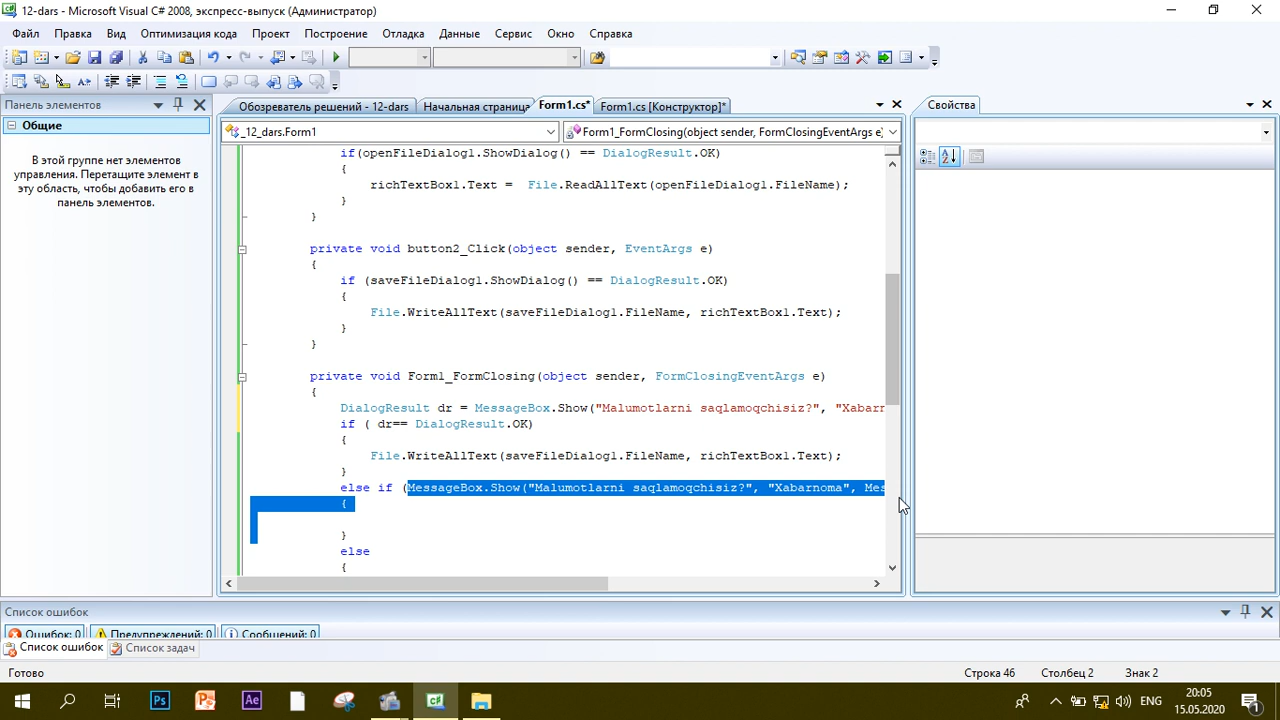 12-dars - Microsoft Visual C# 2008, экспресс-выпуск (Администратор)
Файл Правка Вид Оптимизация кода Проект Построение Отладка Данные Сервис Окно Справка
Панель элементов
Обозреватель решений - 12-dars Начальная страница Form1.cs* Form1.cs [Конструктор]*
Свойства
Общие
В этой группе нет элементов
управления. Перетащите элемент в
эту область, чтобы добавить его в
панель элементов.
_12_dars.Form1
Form1_FormClosing(object sender, FormClosingEventArgs e)
if(openFileDialog1.ShowDialog() == DialogResult.OK)
{
richTextBox1.Text = File.ReadAllText(openFileDialog1.FileName);
}
}
private void button2_Click(object sender, EventArgs e)
{
if (saveFileDialog1.ShowDialog() == DialogResult.OK)
{
File.WriteAllText(saveFileDialog1.FileName, richTextBox1.Text);
}
}
private void Form1_FormClosing(object sender, FormClosingEventArgs e)
{
DialogResult dr = MessageBox.Show("Malumotlarni saqlamoqchisiz?", "Xabarn
if ( dr== DialogResult.OK)
{
File.WriteAllText(saveFileDialog1.FileName, richTextBox1.Text);
}
else if (MessageBox.Show("Malumotlarni saqlamoqchisiz?", "Xabarnoma", Mes
{
}
else
{
Список ошибок
Ошибок: 0 Предупреждений: 0 Сообщений: 0
Список ошибок Список задач
Готово Строка 46 Столбец 2 Знак 2
Ps Ae C# ENG 20:05
15.05.2020
1